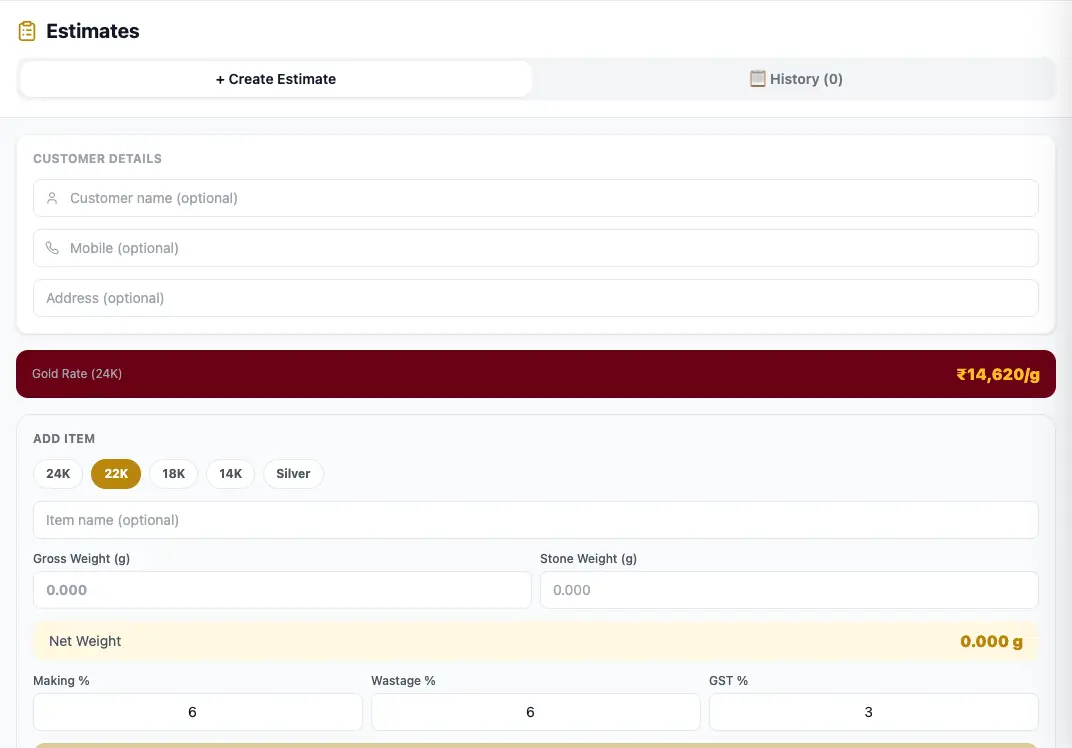 Estimates
+ Create Estimate
History (0)
CUSTOMER DETAILS
Customer name (optional)
Mobile (optional)
Address (optional)
Gold Rate (24K) ₹14,620/g
ADD ITEM
24K 22K 18K 14K Silver
Item name (optional)
Gross Weight (g) Stone Weight (g)
0.000 0.000
Net Weight 0.000 g
Making % Wastage % GST %
6 6 3